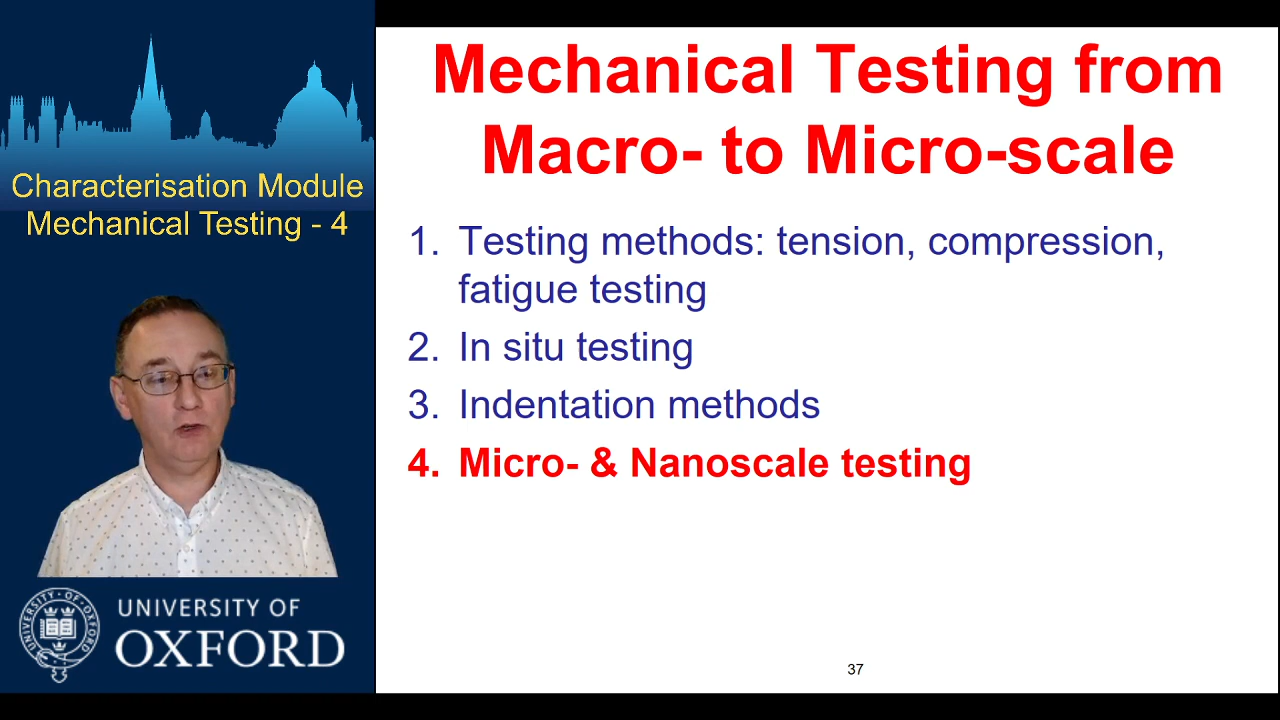 Characterisation Module
Mechanical Testing - 4
UNIVERSITY OF
OXFORD
Mechanical Testing from
Macro- to Micro-scale
1. Testing methods: tension, compression,
fatigue testing
2. In situ testing
3. Indentation methods
4. Micro- & Nanoscale testing
37